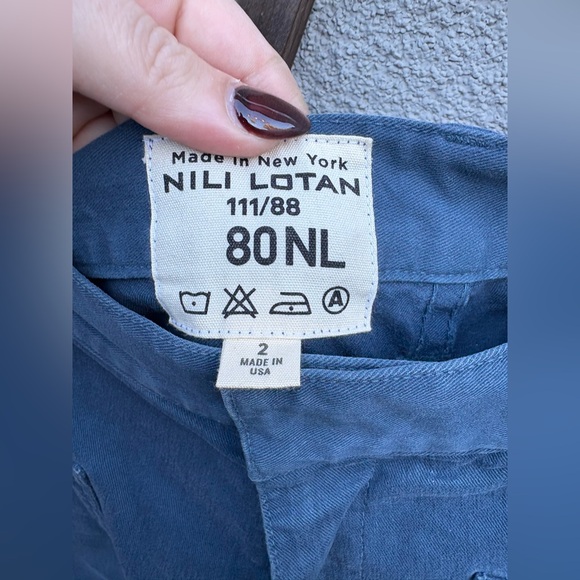 Made in New York
NILI LOTAN
111/88
80NL
A
2
MADE IN
USA